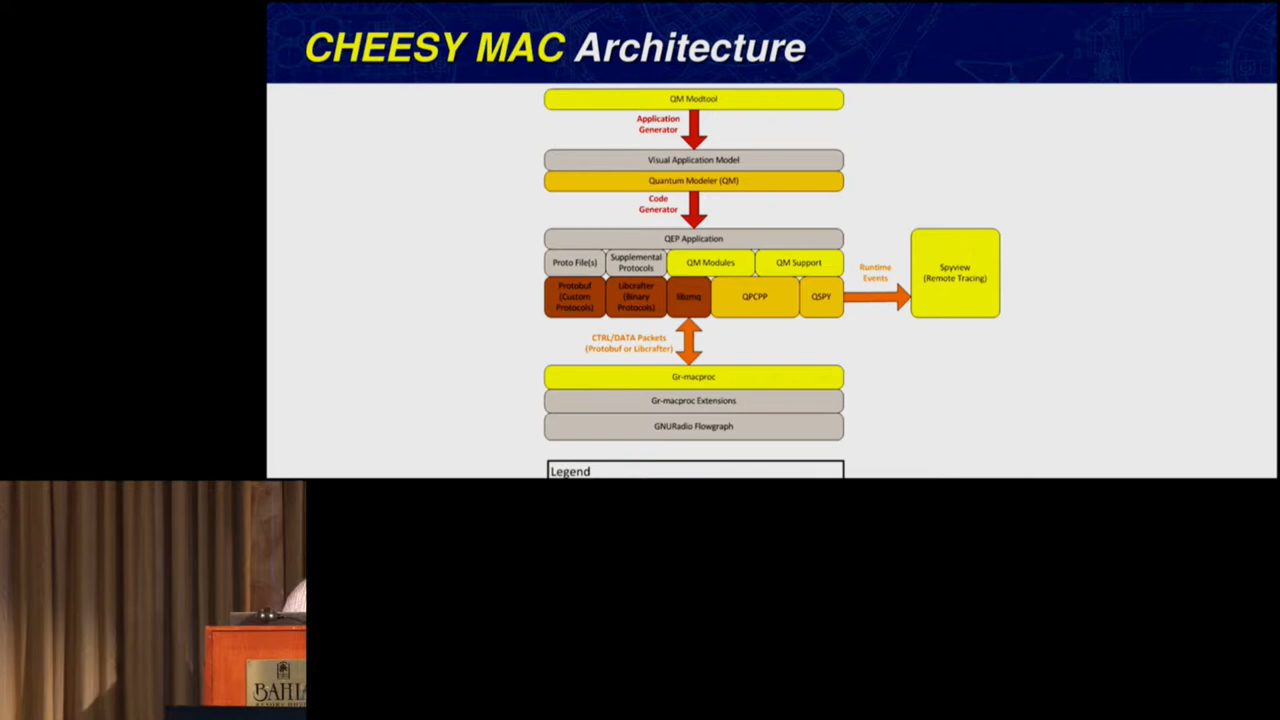 CHEESY MAC Architecture
QM Modtool
Application
Generator
Visual Application Model
Quantum Modeler (QM)
Code
Generator
QEP Application
Proto File(s)
Supplemental
Protocols
QM Modules
QM Support
Protobuf
(Custom
Protocols)
Libcrafter
(Binary
Protocols)
QPCPP
QSPY
Runtime
Events
Spyview
(Remote Tracing)
CTRL/DATA Packets
(Protobuf or Libcrafter)
Gr-macproc
Gr-macproc Extensions
GNURadio Flowgraph
Legend
BAHI